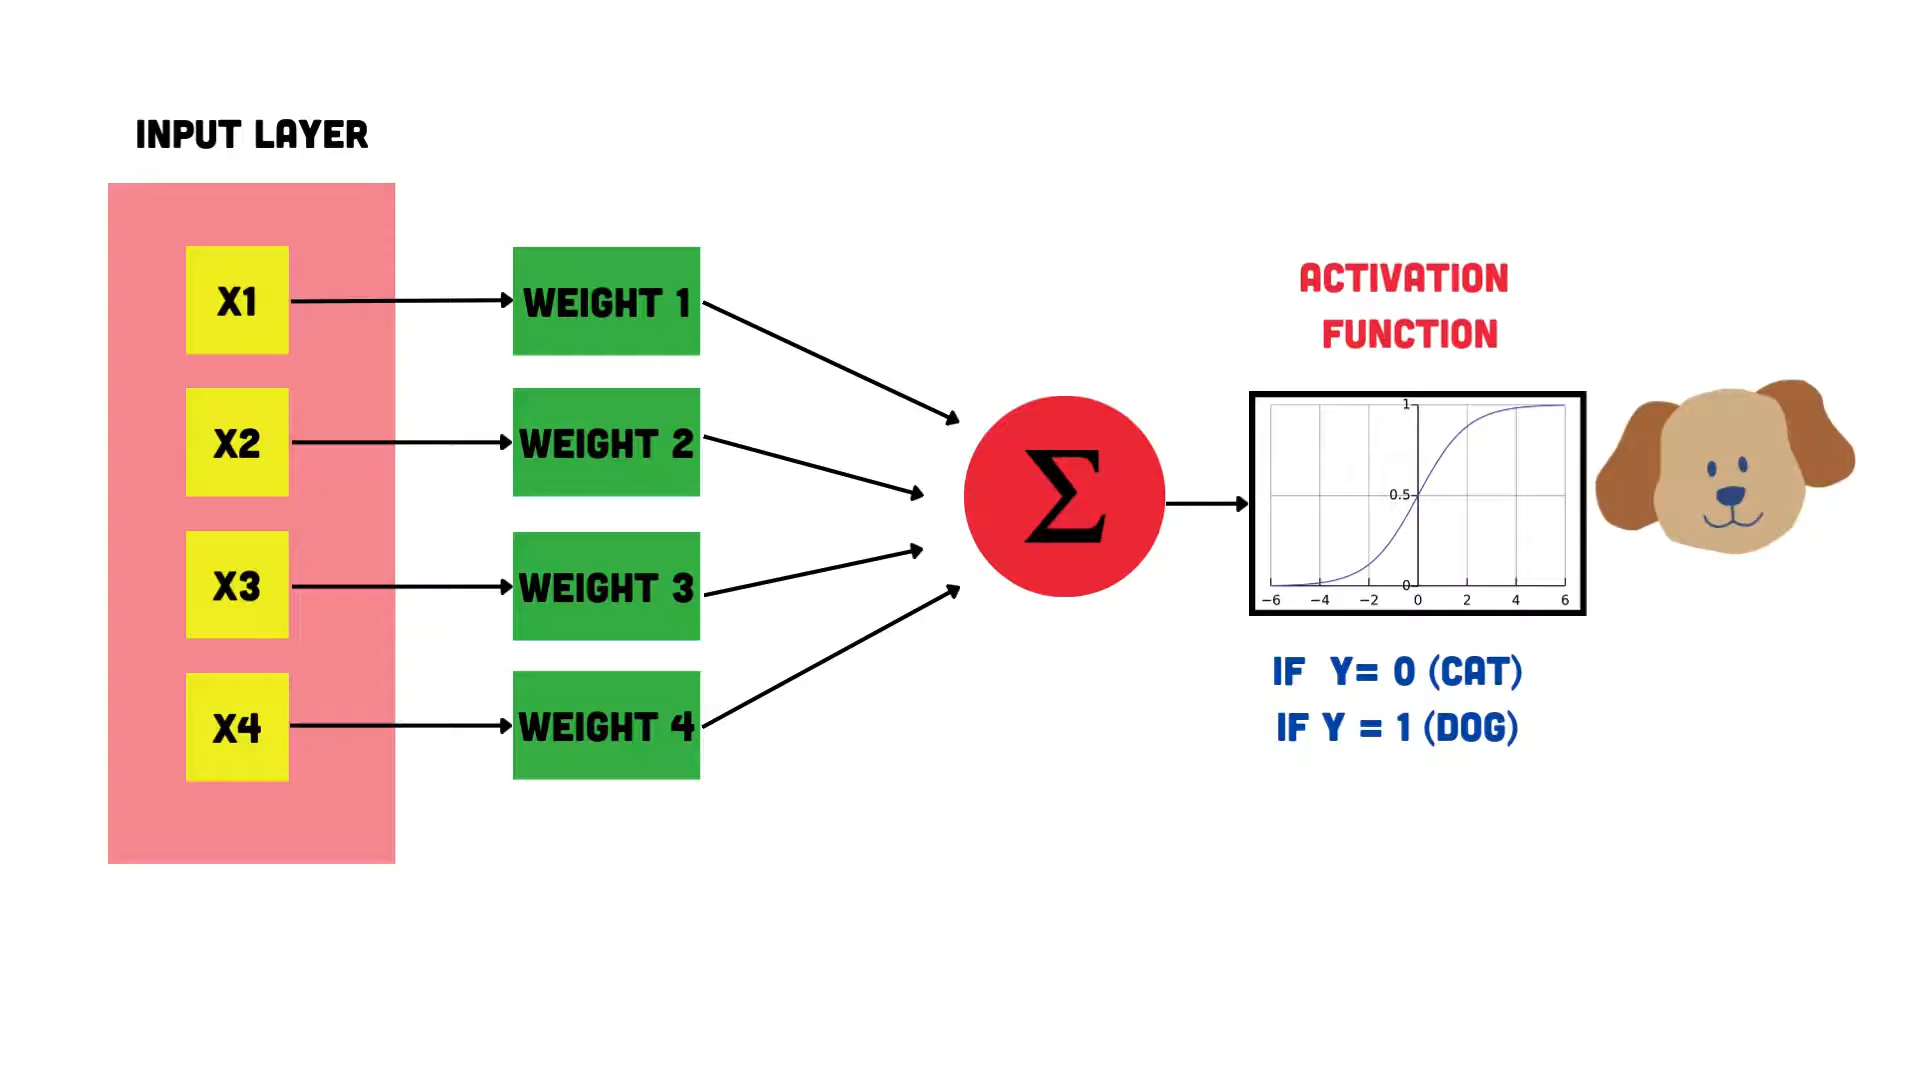 INPUT LAYER
X1
WEIGHT 1
X2
WEIGHT 2
X3
WEIGHT 3
X4
WEIGHT 4
Σ
ACTIVATION
FUNCTION
1
0.5
0
−6 −4 −2 0 2 4 6
IF Y= 0 (CAT)
IF Y = 1 (DOG)